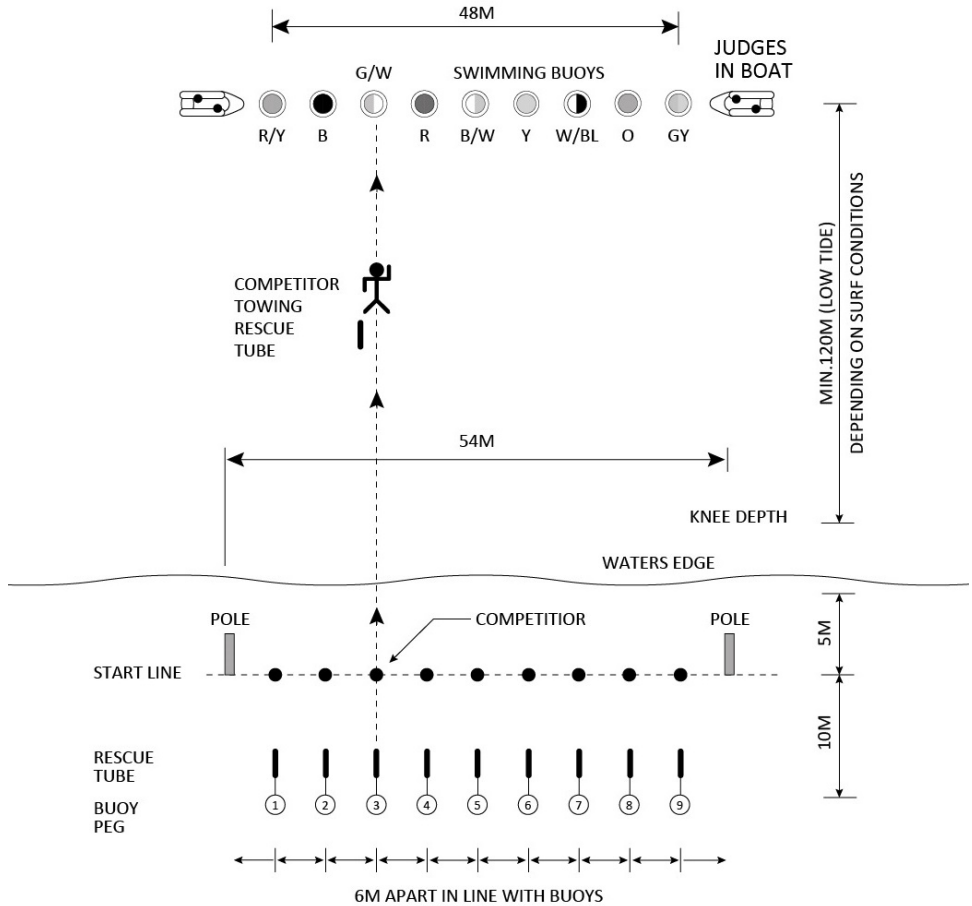 48M
JUDGES
IN BOAT
G/W
SWIMMING BUOYS
R/Y B R B/W Y W/BL O GY
MIN.120M (LOW TIDE)
DEPENDING ON SURF CONDITIONS
COMPETITOR
TOWING
RESCUE
TUBE
54M
KNEE DEPTH
WATERS EDGE
POLE
COMPETITIOR
POLE
5M
START LINE
10M
RESCUE
TUBE
BUOY
PEG
1 2 3 4 5 6 7 8 9
6M APART IN LINE WITH BUOYS